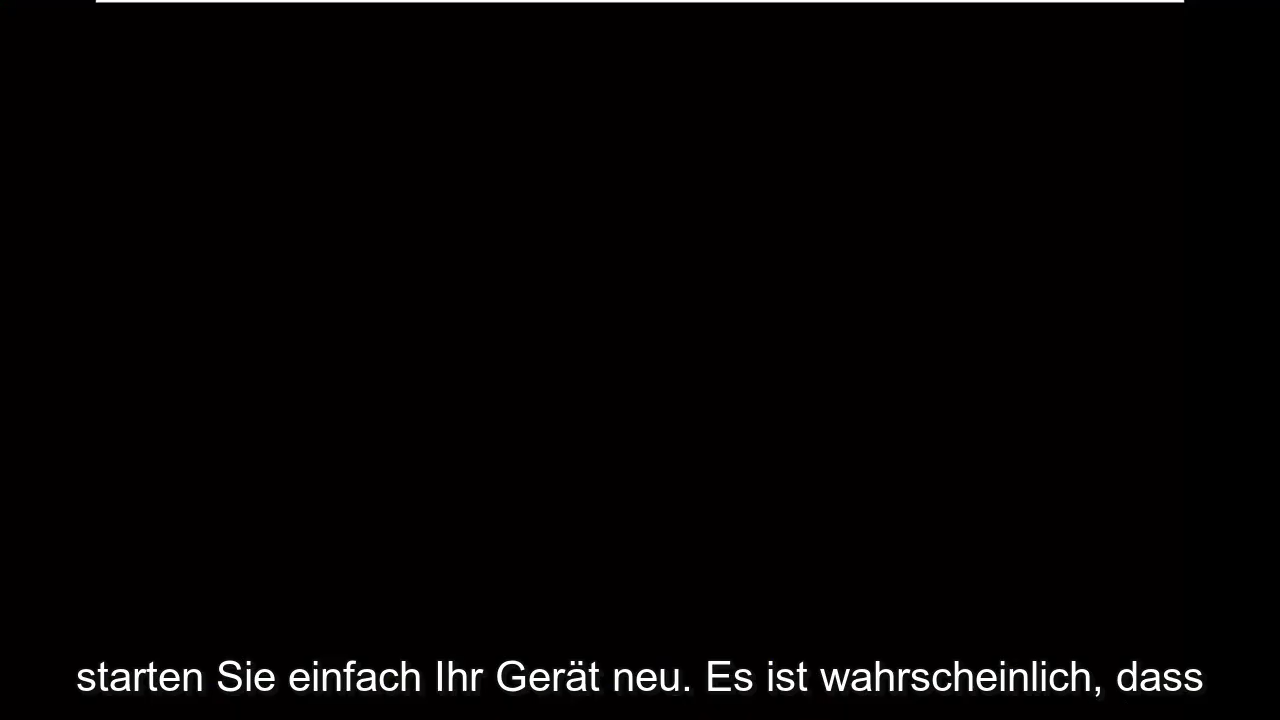 starten Sie einfach Ihr Gerät neu. Es ist wahrscheinlich, dass